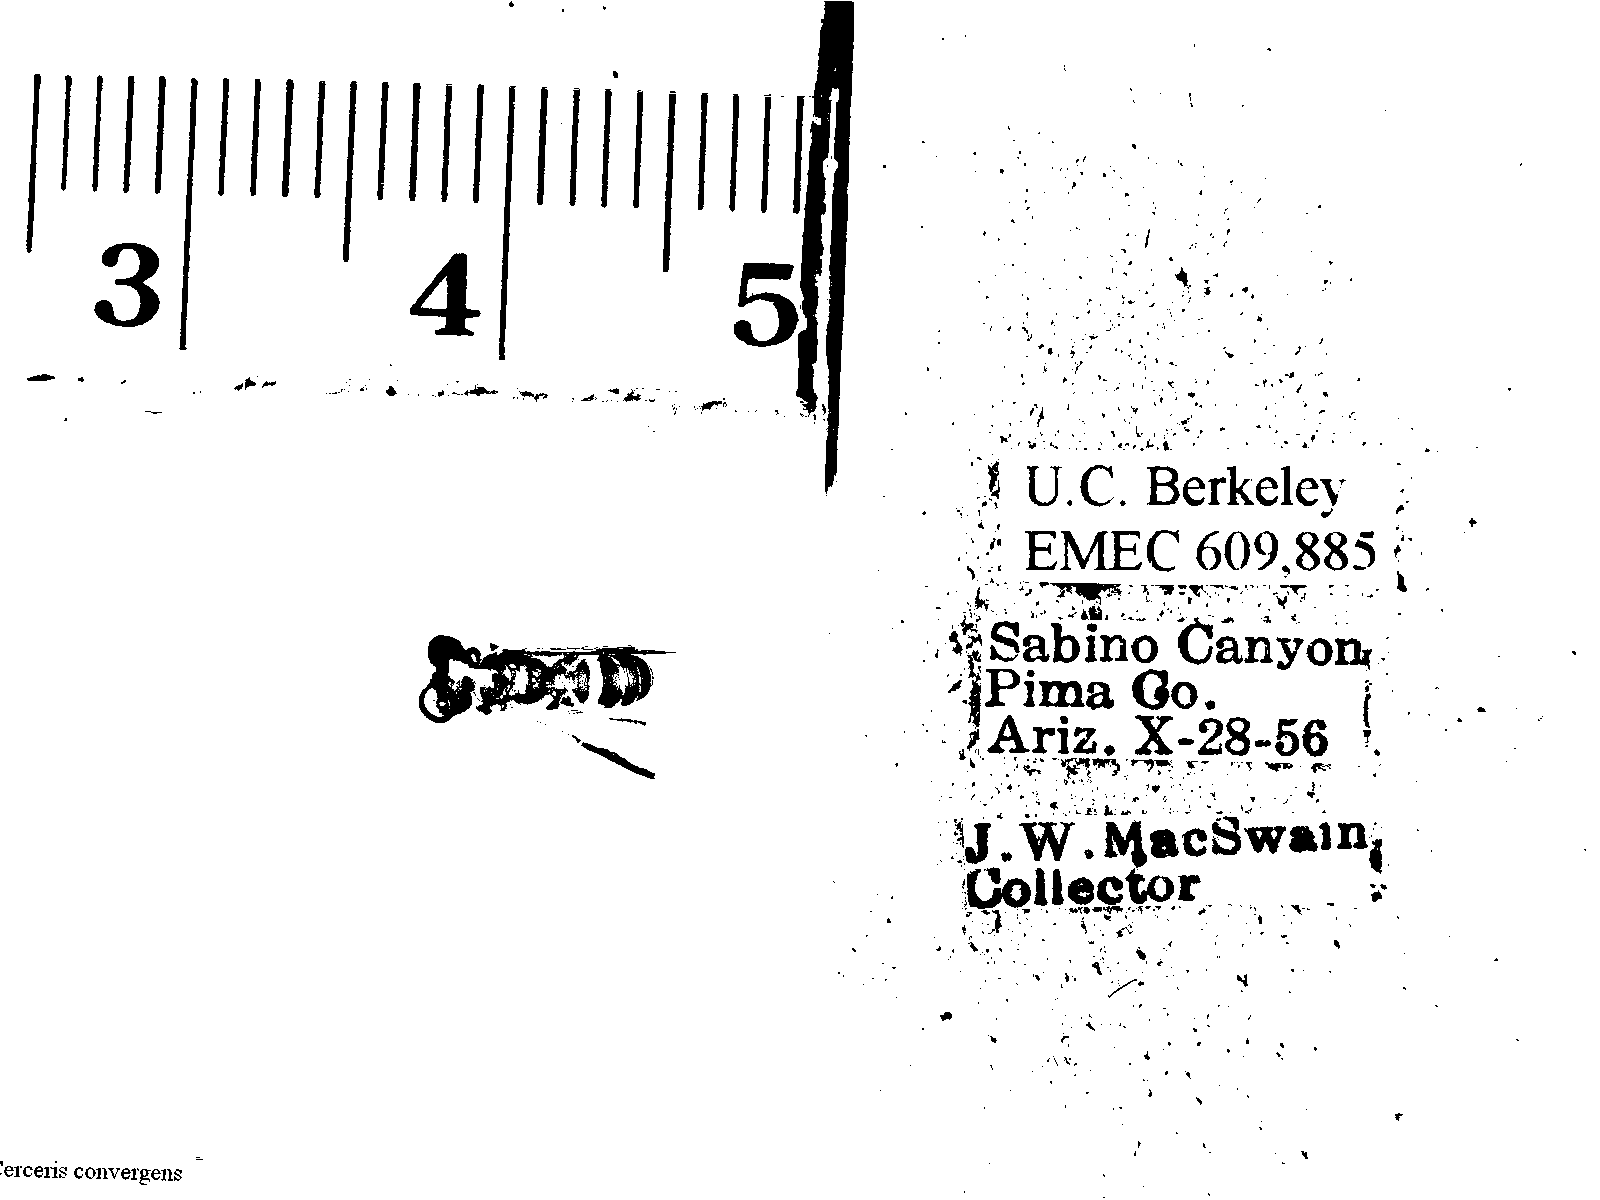 3 4 5
U.C. Berkeley
EMEC 609,885
Sabino Canyon
Pima Co.
Ariz. X-28-56
J.W. MacSwain
Collector
Cerceris convergens